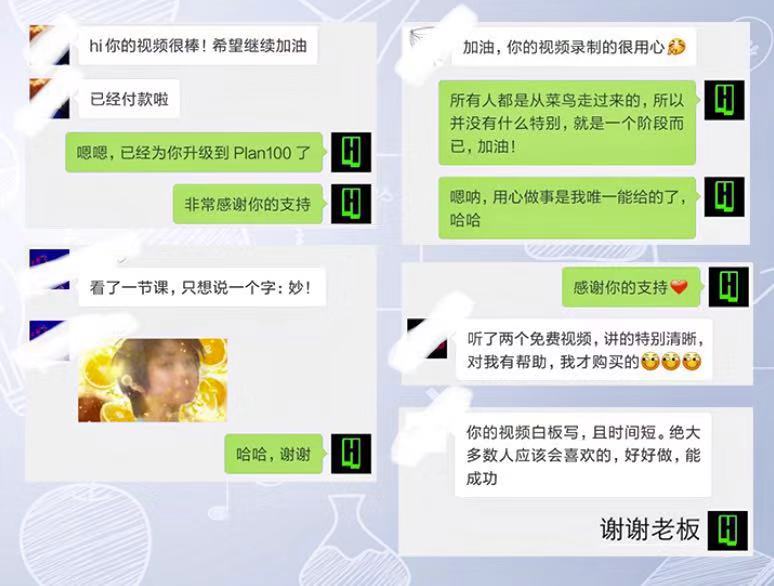 hi你的视频很棒！希望继续加油
已经付款啦
嗯嗯，已经为你升级到 Plan100 了
非常感谢你的支持
看了一节课，只想说一个字：妙！
哈哈，谢谢
加油，你的视频录制的很用心
所有人都是从菜鸟走过来的，所以
并没有什么特别，就是一个阶段而
已，加油！
嗯呐，用心做事是我唯一能给的了，
哈哈
感谢你的支持
听了两个免费视频，讲的特别清晰，
对我有帮助，我才购买的
你的视频白板写，且时间短。绝大
多数人应该会喜欢的，好好做，能
成功
谢谢老板